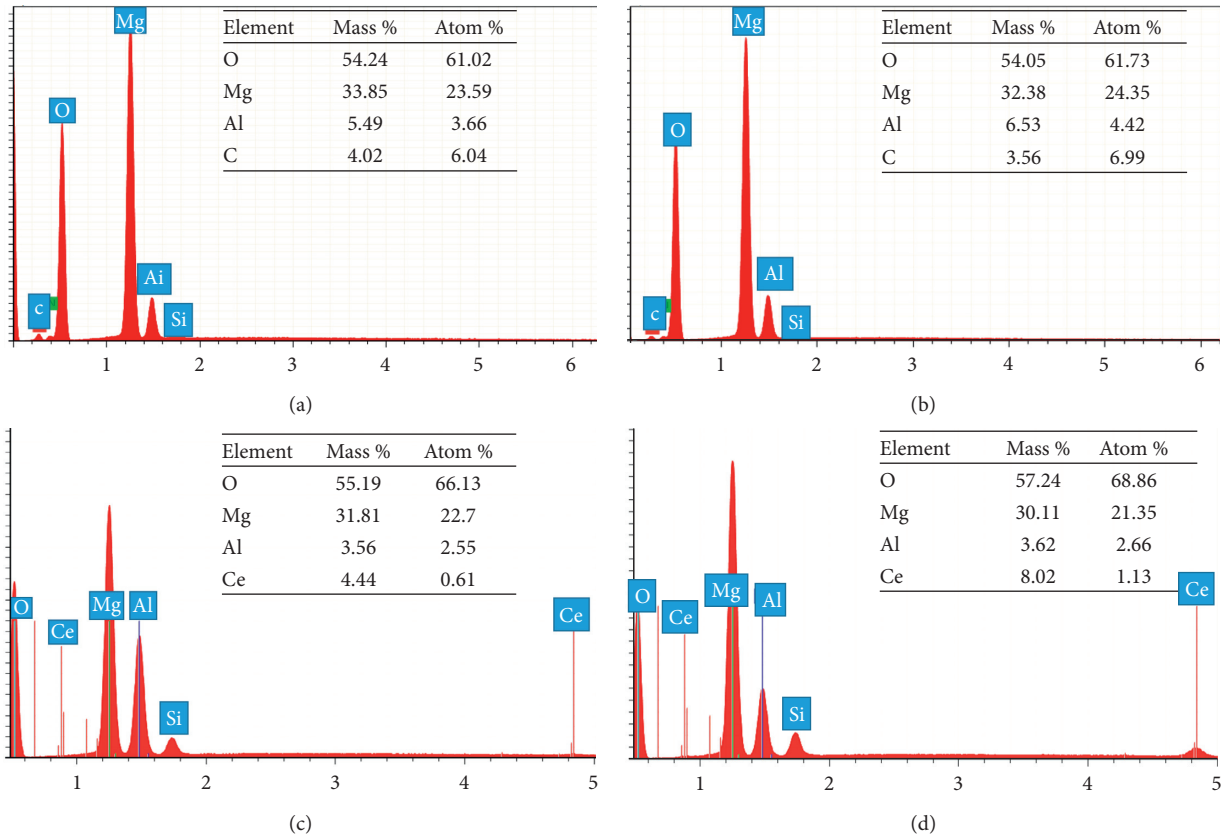 Mg
Element Mass % Atom %
O 54.24 61.02
Mg 33.85 23.59
Al 5.49 3.66
C 4.02 6.04
O
Ai
c
Si
0 1 2 3 4 5 6
(a)
Mg
Element Mass % Atom %
O 54.05 61.73
Mg 32.38 24.35
Al 6.53 4.42
C 3.56 6.99
O
Al
c
Si
1 2 3 4 5 6
(b)
Element Mass % Atom %
O 55.19 66.13
Mg 31.81 22.7
Al 3.56 2.55
Ce 4.44 0.61
O Ce Mg Al Ce
Si
1 2 3 4 5
(c)
Element Mass % Atom %
O 57.24 68.86
Mg 30.11 21.35
Al 3.62 2.66
Ce 8.02 1.13
O Ce Mg Al Ce
Si
1 2 3 4 5
(d)